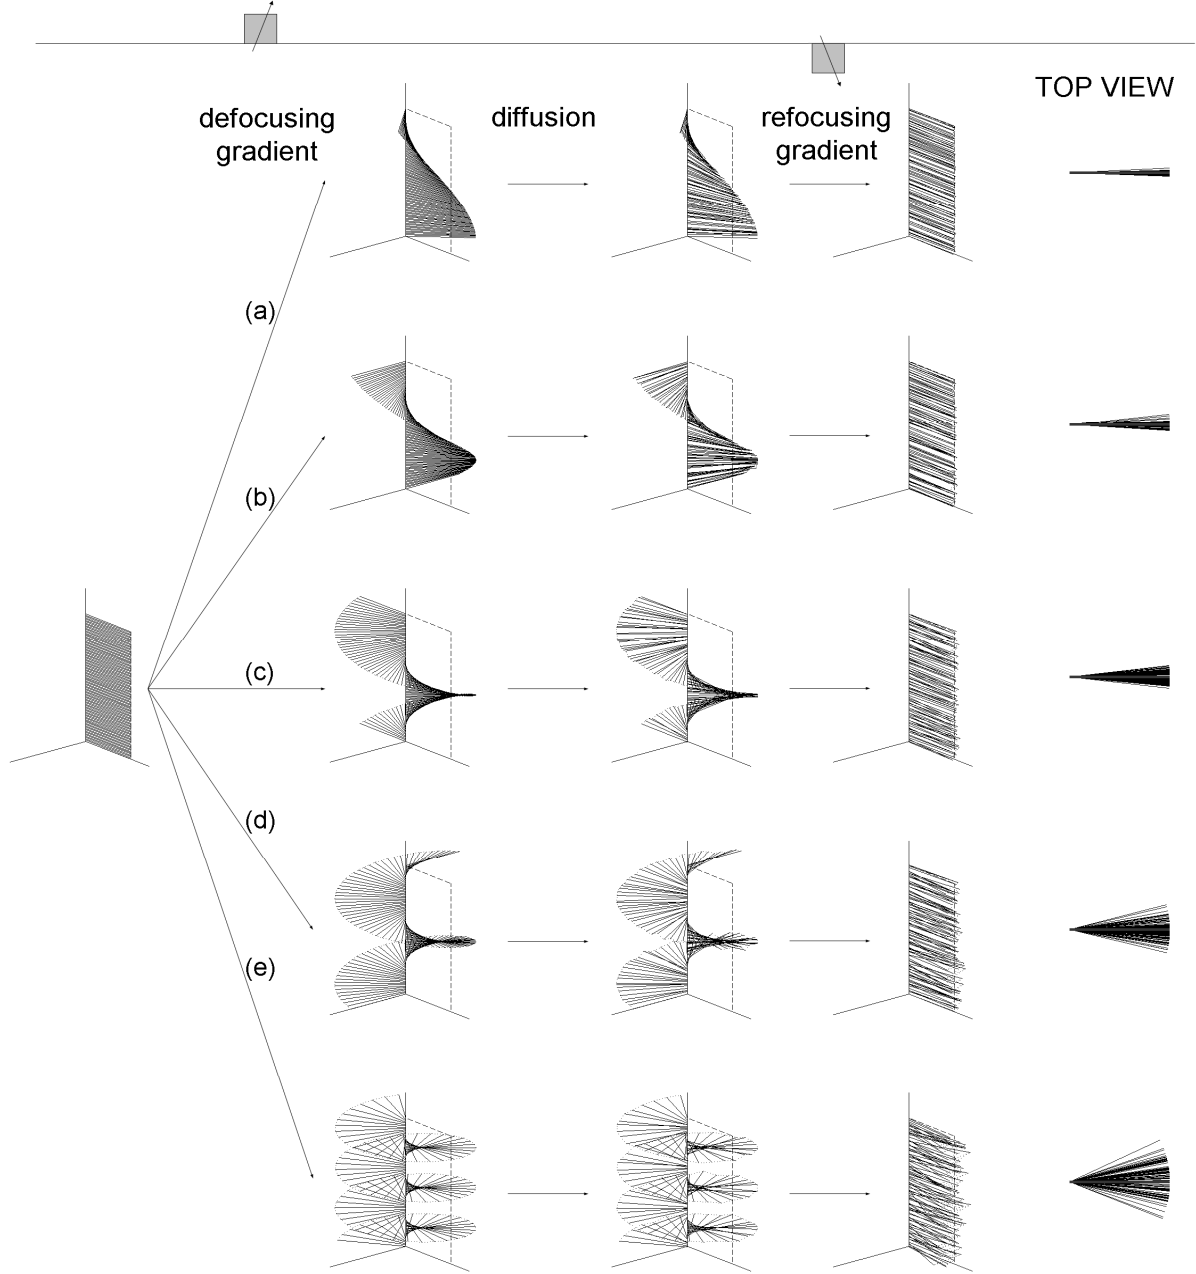 TOP VIEW
defocusing
gradient
diffusion
refocusing
gradient
(a)
(b)
(c)
(d)
(e)